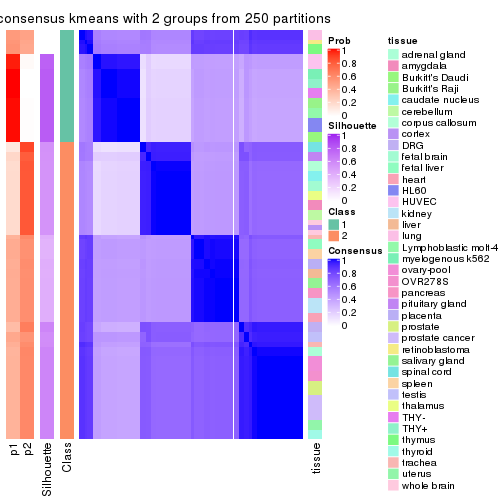 consensus kmeans with 2 groups from 250 partitions
Prob
1
0.8
0.6
0.4
0.2
0
Silhouette
1
0.8
0.6
0.4
0.2
0
Class
1
2
Consensus
1
0.8
0.6
0.4
0.2
0
tissue
adrenal gland
amygdala
Burkitt's Daudi
Burkitt's Raji
caudate nucleus
cerebellum
corpus callosum
cortex
DRG
fetal brain
fetal liver
heart
HL60
HUVEC
kidney
liver
lung
Lymphoblastic molt-4
myelogenous k562
ovary-pool
OVR278S
pancreas
pituitary gland
placenta
prostate
prostate cancer
retinoblastoma
salivary gland
spinal cord
spleen
testis
thalamus
THY-
THY+
thymus
thyroid
trachea
uterus
whole brain
p1
p2
Silhouette
Class
tissue